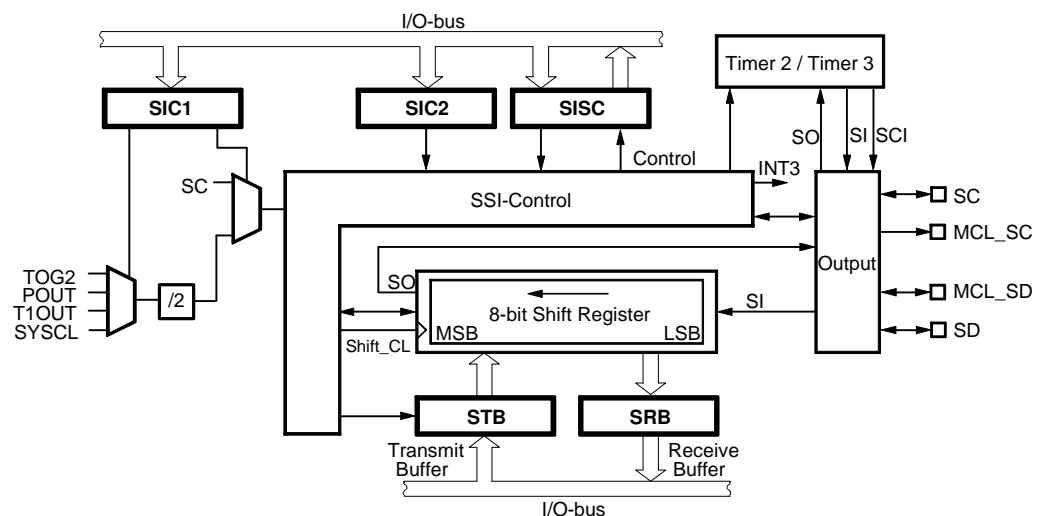 I/O-bus
Timer 2 / Timer 3
SIC1
SIC2
SISC
SO
SI
SCI
Control
INT3
SC
SSI-Control
SC
MCL_SC
Output
TOG2
POUT
T1OUT
SYSCL
/2
SO
8-bit Shift Register
MSB
LSB
SI
MCL_SD
SD
Shift_CL
STB
SRB
Transmit
Buffer
Receive
Buffer
I/O-bus